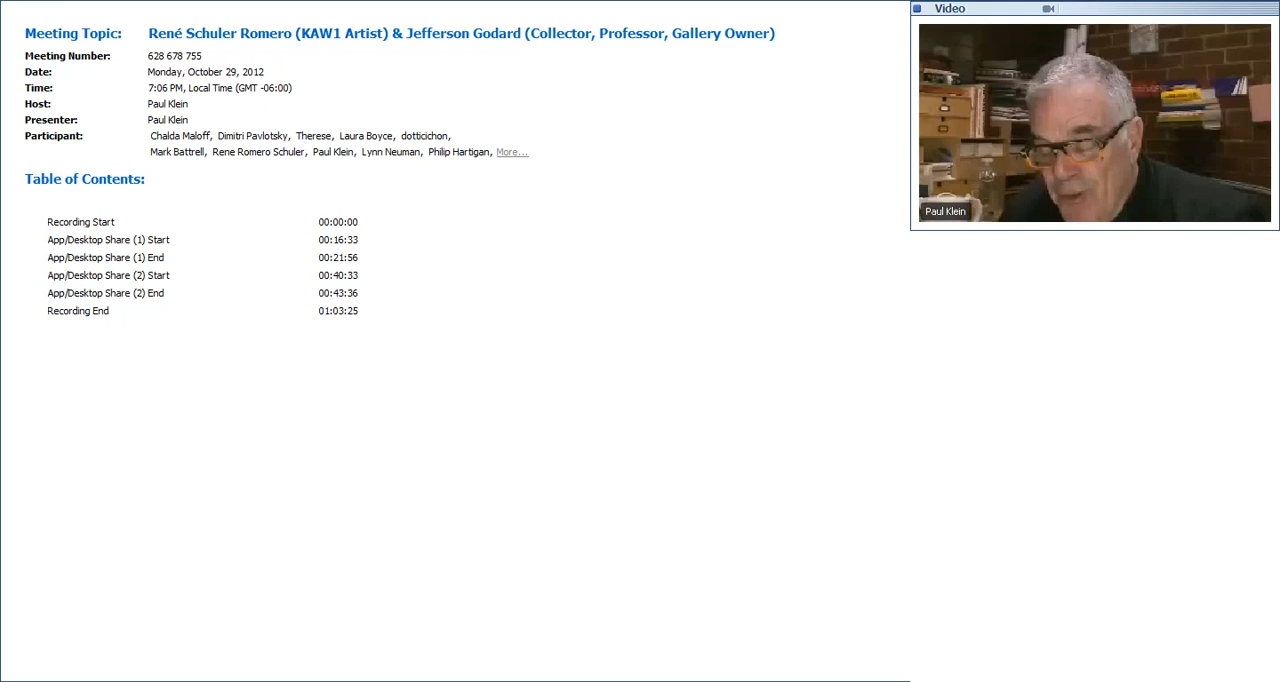 Meeting Topic: René Schuler Romero (KAW1 Artist) & Jefferson Godard (Collector, Professor, Gallery Owner)
Meeting Number: 628 678 755
Date: Monday, October 29, 2012
Time: 7:06 PM, Local Time (GMT -06:00)
Host: Paul Klein
Presenter: Paul Klein
Participant: Chalda Maloff, Dimitri Pavlotsky, Therese, Laura Boyce, dotticichon,
Mark Battrell, Rene Romero Schuler, Paul Klein, Lynn Neuman, Philip Hartigan, More...
Table of Contents:
Recording Start 00:00:00
App/Desktop Share (1) Start 00:16:33
App/Desktop Share (1) End 00:21:56
App/Desktop Share (2) Start 00:40:33
App/Desktop Share (2) End 00:43:36
Recording End 01:03:25
Video
Paul Klein